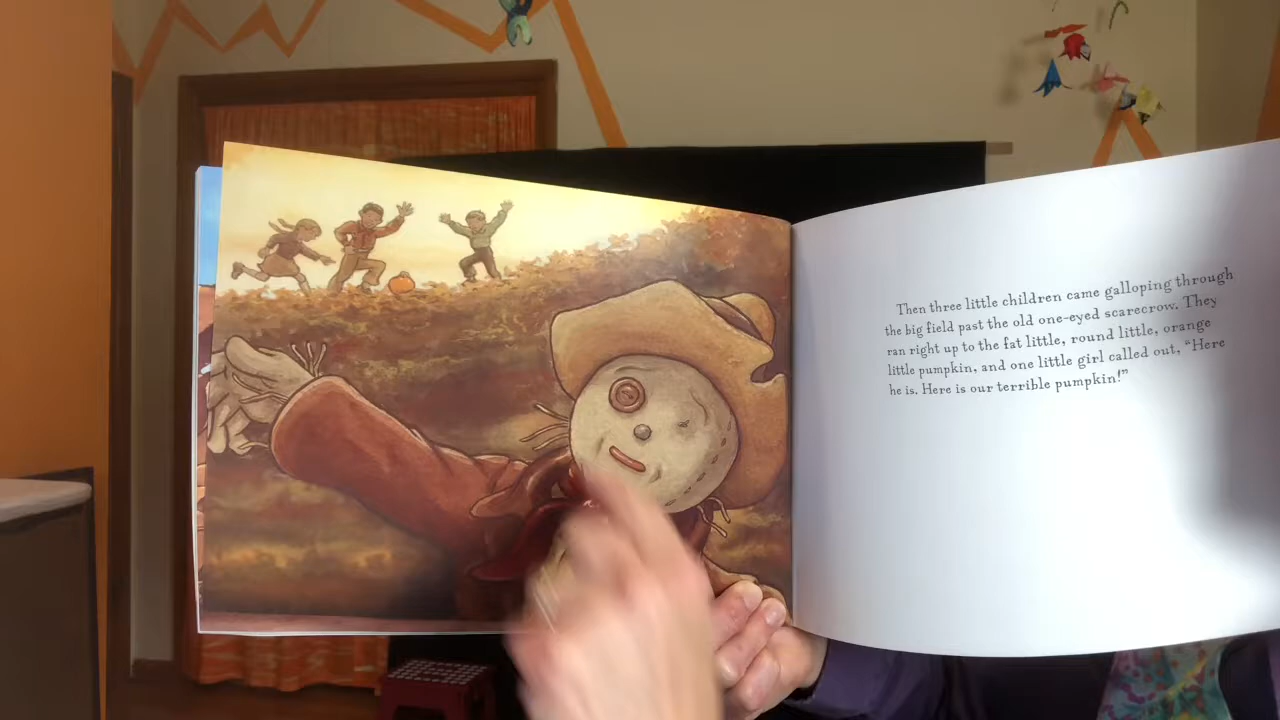 Then three little children came galloping through
the big field past the old one-eyed scarecrow. They
ran right up to the fat little, round little, orange
little pumpkin, and one little girl called out, “Here
he is. Here is our terrible pumpkin!”